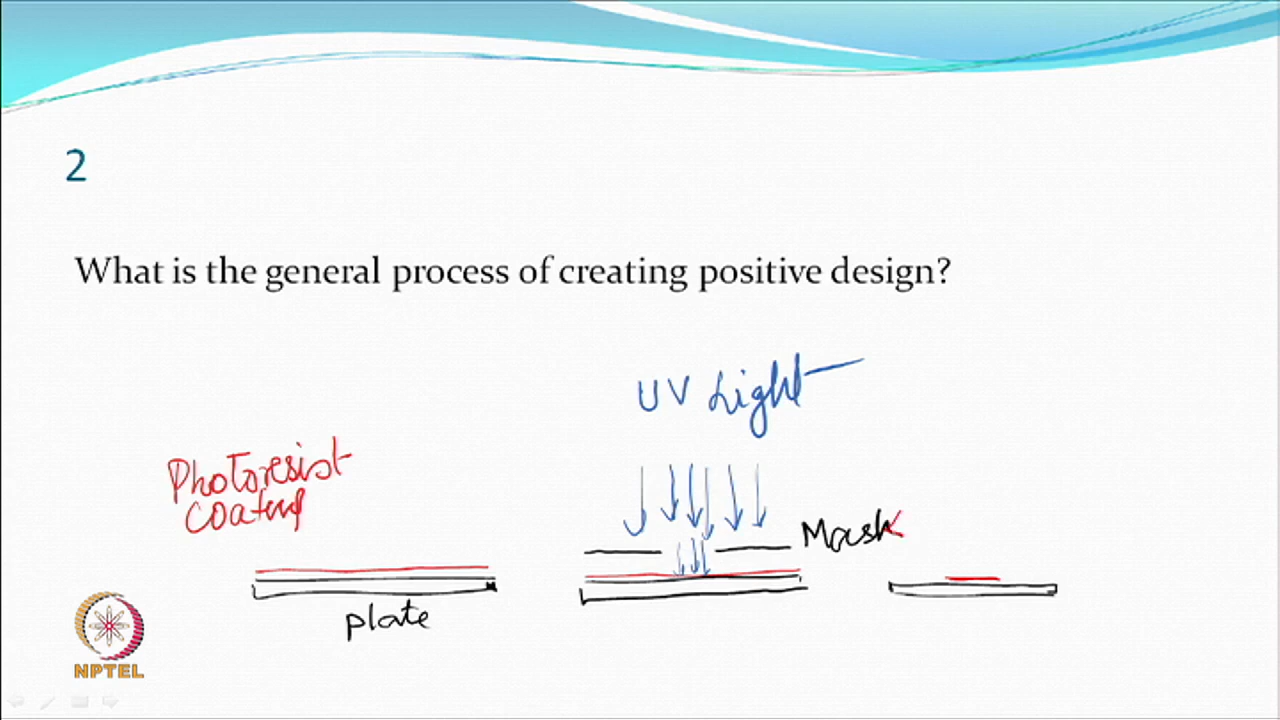 2
What is the general process of creating positive design?
UV Light
Photoresist
coating
Mask
plate
NPTEL